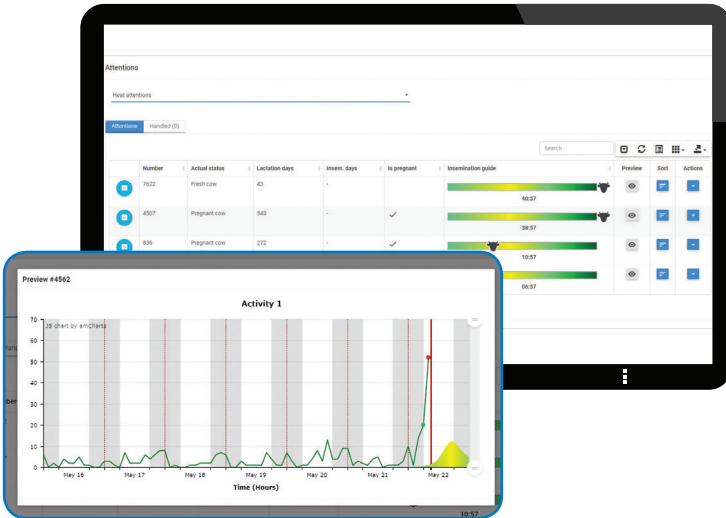 Attentions
Heat attentions
Attentions Handled (0)
Search
Number Actual status Lactation days Insem. days Is pregnant Insemination guide Preview Sort Actions
7622 Fresh cow 43 -
40:57
4507 Pregnant cow 343 -
38:57
836 Pregnant cow 272 -
10:57
06:57
Preview #4562
Activity 1
JS chart by amCharts
70
60
50
40
30
20
10
0
May 16 May 17 May 18 May 19 May 20 May 21 May 22
Time (Hours)
10:57